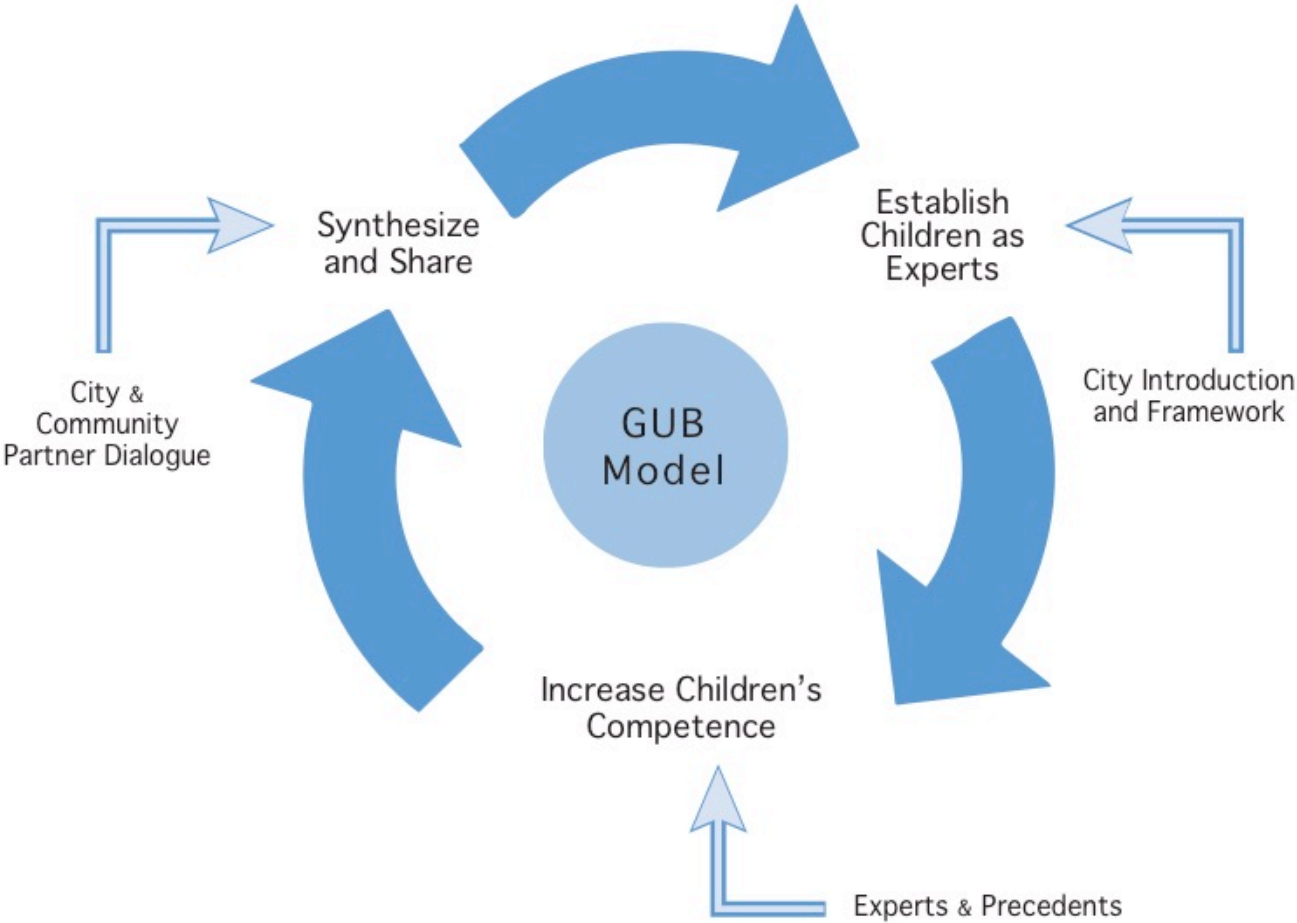 Synthesize
and Share
Establish
Children as
Experts
City &
Community
Partner Dialogue
City Introduction
and Framework
GUB
Model
Increase Children’s
Competence
Experts & Precedents